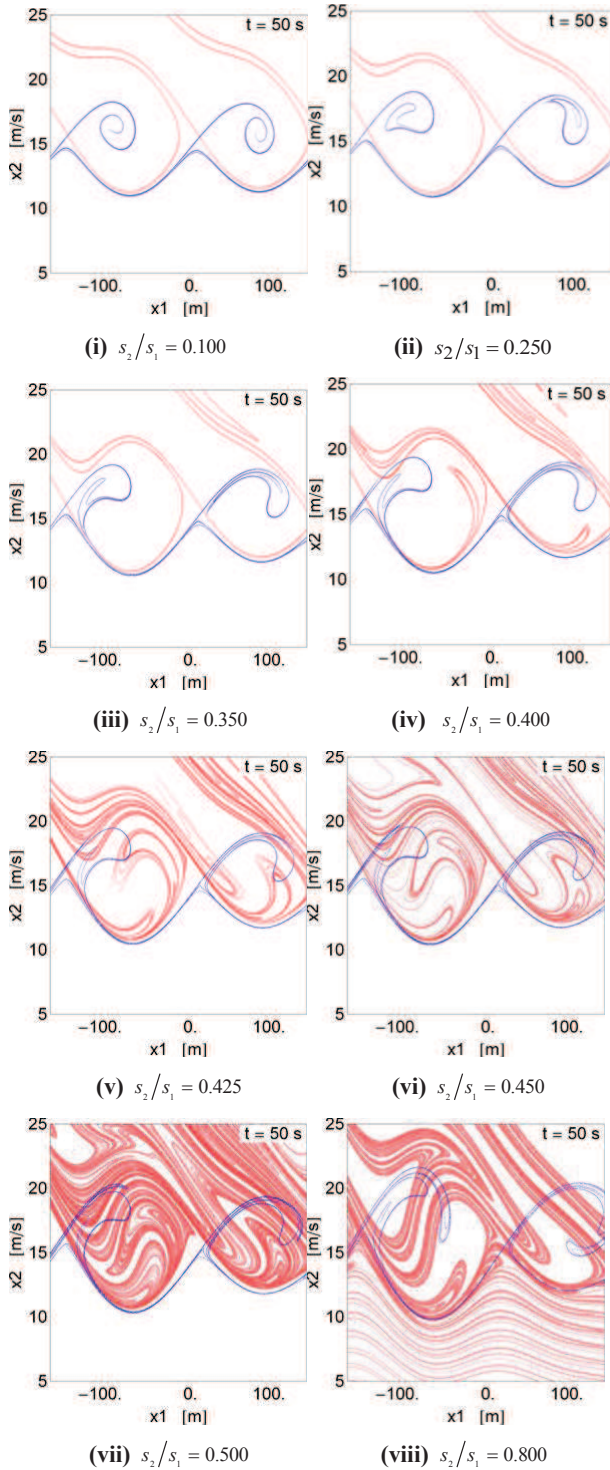 t = 50 s t = 50 s
25 25
20 20
x2 [m/s] x2 [m/s]
15 15
10 10
5 5
−100. 0. 100. −100. 0. 100.
x1 [m] x1 [m]
(i) s₂/s₁ = 0.100 (ii) s2/s1 = 0.250
t = 50 s t = 50 s
25 25
20 20
x2 [m/s] x2 [m/s]
15 15
10 10
5 5
−100. 0. 100. −100. 0. 100.
x1 [m] x1 [m]
(iii) s₂/s₁ = 0.350 (iv) s₂/s₁ = 0.400
t = 50 s t = 50 s
25 25
20 20
x2 [m/s] x2 [m/s]
15 15
10 10
5 5
−100. 0. 100. −100. 0. 100.
x1 [m] x1 [m]
(v) s₂/s₁ = 0.425 (vi) s₂/s₁ = 0.450
t = 50 s t = 50 s
25 25
20 20
x2 [m/s] x2 [m/s]
15 15
10 10
5 5
−100. 0. 100. −100. 0. 100.
x1 [m] x1 [m]
(vii) s₂/s₁ = 0.500 (viii) s₂/s₁ = 0.800